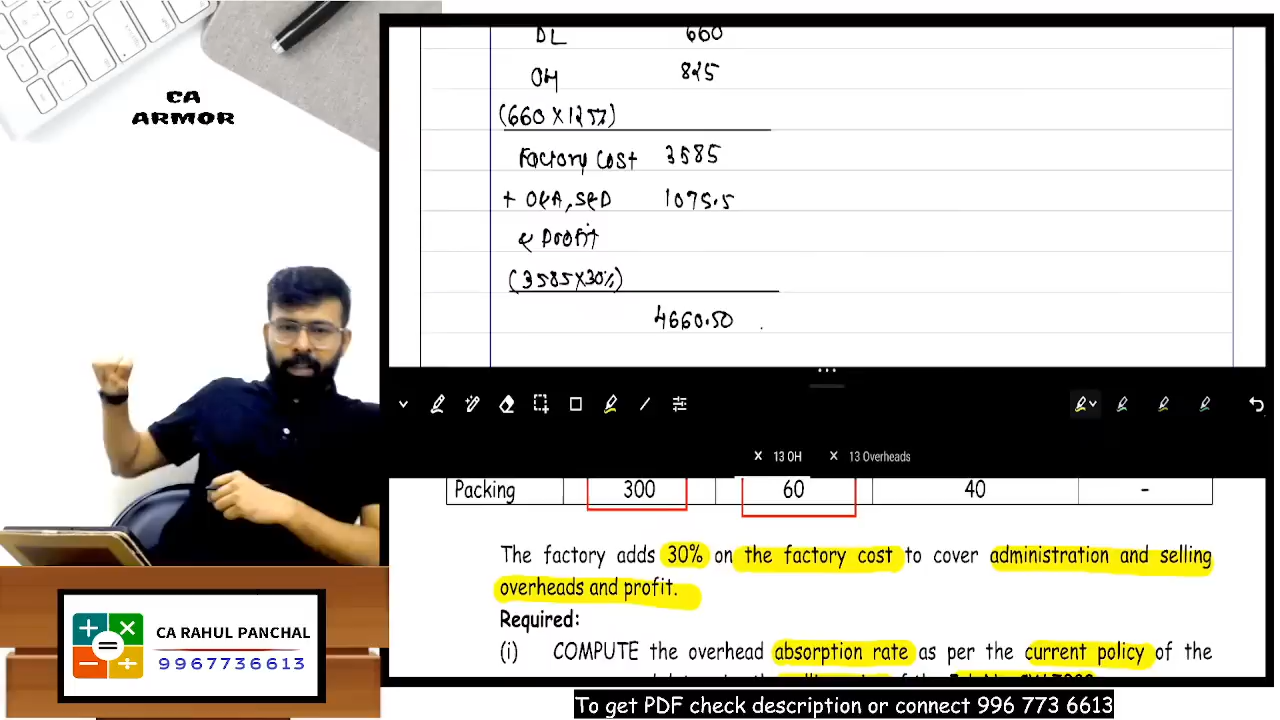 CA
ARMOR
DL 660
OH 825
(660 X 125%)
Factory Cost 3585
+ O&A, S&D 1075.5
& Profit
(3585X30%)
4660.50
13 OH 13 Overheads
Packing 300 60 40 -
The factory adds 30% on the factory cost to cover administration and selling
overheads and profit.
Required:
(i) COMPUTE the overhead absorption rate as per the current policy of the
CA RAHUL PANCHAL
9967736613
To get PDF check description or connect 996 773 6613